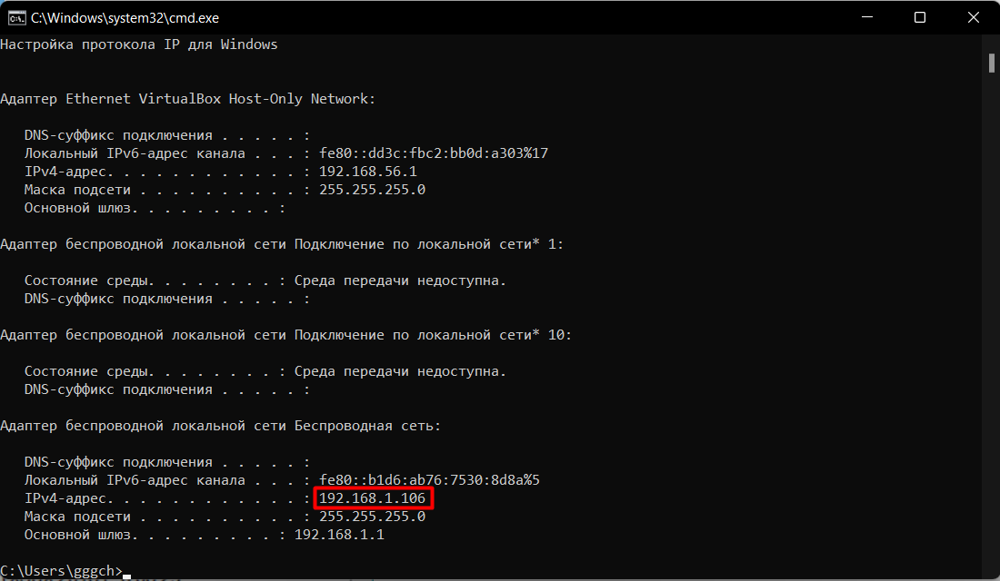 C:\Windows\system32\cmd.exe
Настройка протокола IP для Windows
Адаптер Ethernet VirtualBox Host-Only Network:
DNS-суффикс подключения . . . . . :
Локальный IPv6-адрес канала . . . : fe80::dd3c:fbc2:bb0d:a303%17
IPv4-адрес. . . . . . . . . . . . : 192.168.56.1
Маска подсети . . . . . . . . . . : 255.255.255.0
Основной шлюз. . . . . . . . . :
Адаптер беспроводной локальной сети Подключение по локальной сети* 1:
Состояние среды. . . . . . . . : Среда передачи недоступна.
DNS-суффикс подключения . . . . . :
Адаптер беспроводной локальной сети Подключение по локальной сети* 10:
Состояние среды. . . . . . . . : Среда передачи недоступна.
DNS-суффикс подключения . . . . . :
Адаптер беспроводной локальной сети Беспроводная сеть:
DNS-суффикс подключения . . . . . :
Локальный IPv6-адрес канала . . . : fe80::b1d6:ab76:7530:8d8a%5
IPv4-адрес. . . . . . . . . . . . : 192.168.1.106
Маска подсети . . . . . . . . . . : 255.255.255.0
Основной шлюз. . . . . . . . . : 192.168.1.1
C:\Users\gggch>